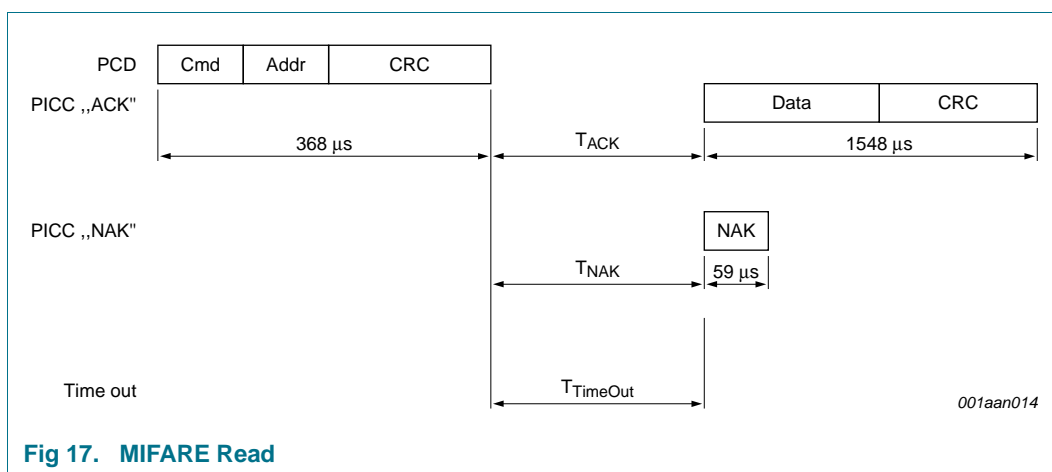 PCD Cmd Addr CRC
PICC ,,ACK" Data CRC
368 μs TACK 1548 μs
PICC ,,NAK" NAK
TNAK 59 μs
Time out TTimeOut 001aan014
Fig 17. MIFARE Read